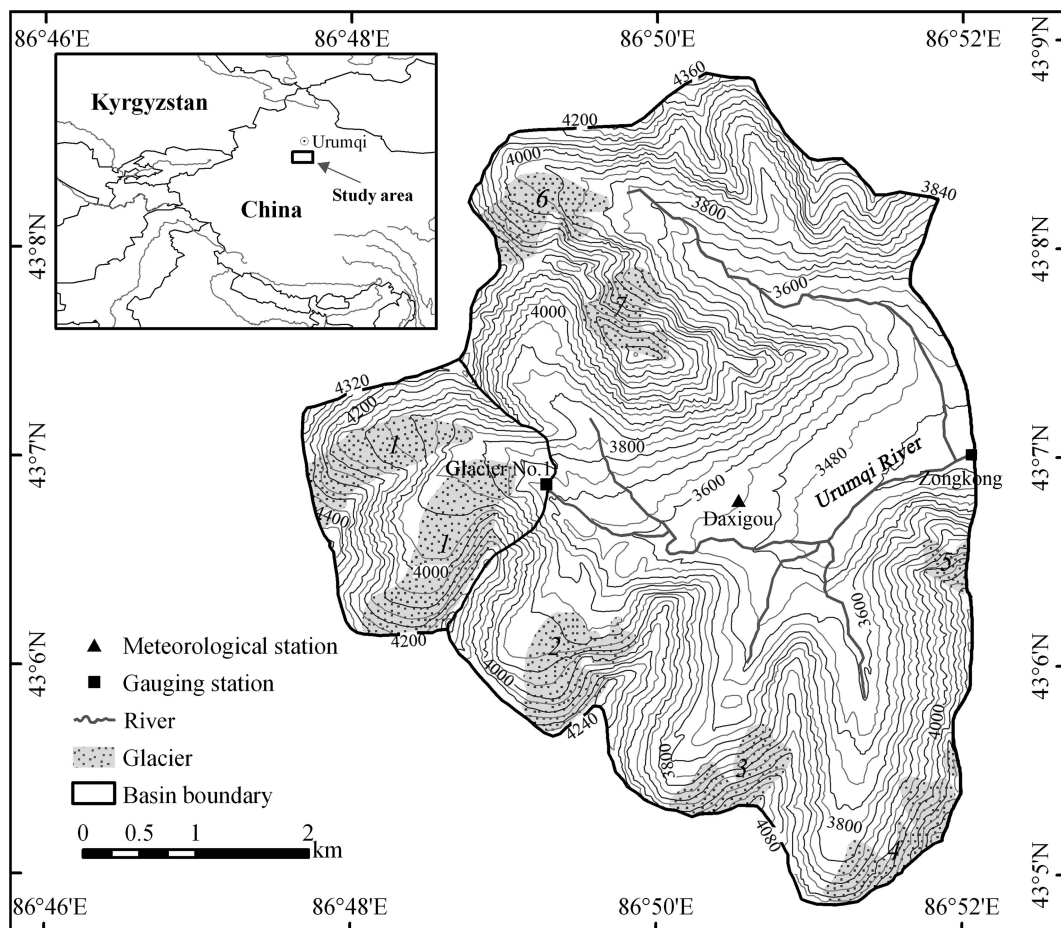 86°46'E 86°48'E 86°50'E 86°52'E
43°9'N
43°8'N
43°7'N
43°6'N
43°5'N
43°8'N
43°7'N
43°6'N
43°5'N
Kyrgyzstan
Urumqi
Study area
China
4360
4200
4000
3840
6
3800
3600
7
4000
4320
4200
1
Glacier No.1
3800
3480
Urumqi River
Zongkong
3600
Daxigou
4400
1
4000
5
3600
4200
2
4000
4240
4000
3800
3
4080
3800
4
Meteorological station
Gauging station
River
Glacier
Basin boundary
0 0.5 1 2
km
86°46'E 86°48'E 86°50'E 86°52'E